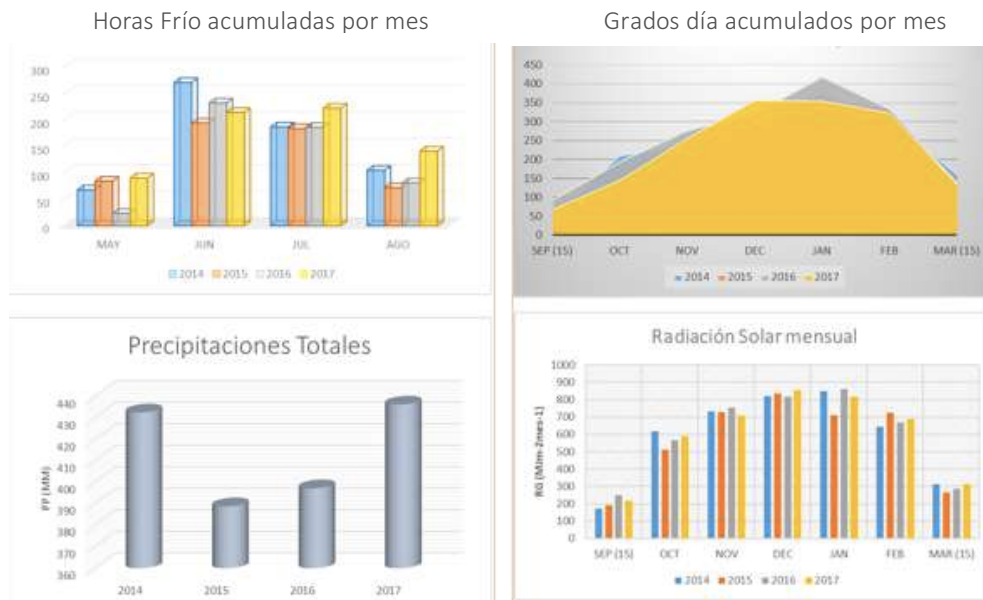 Horas Frío acumuladas por mes
300
250
200
150
100
50
0
MAY JUN JUL AGO
2014 2015 2016 2017
Grados día acumulados por mes
450
400
350
300
250
200
150
100
50
0
SEP (15) OCT NOV DEC JAN FEB MAR (15)
2014 2015 2016 2017
Precipitaciones Totales
PP (MM)
440
430
420
410
400
390
380
370
360
2014 2015 2016 2017
Radiación Solar mensual
RG (MJm-2mes-1)
1000
900
800
700
600
500
400
300
200
100
0
SEP (15) OCT NOV DEC JAN FEB MAR (15)
2014 2015 2016 2017